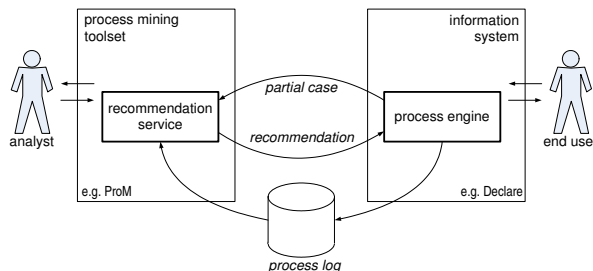 process mining
toolset
information
system
partial case
recommendation
service
process engine
recommendation
analyst
end use
e.g. ProM
e.g. Declare
process log